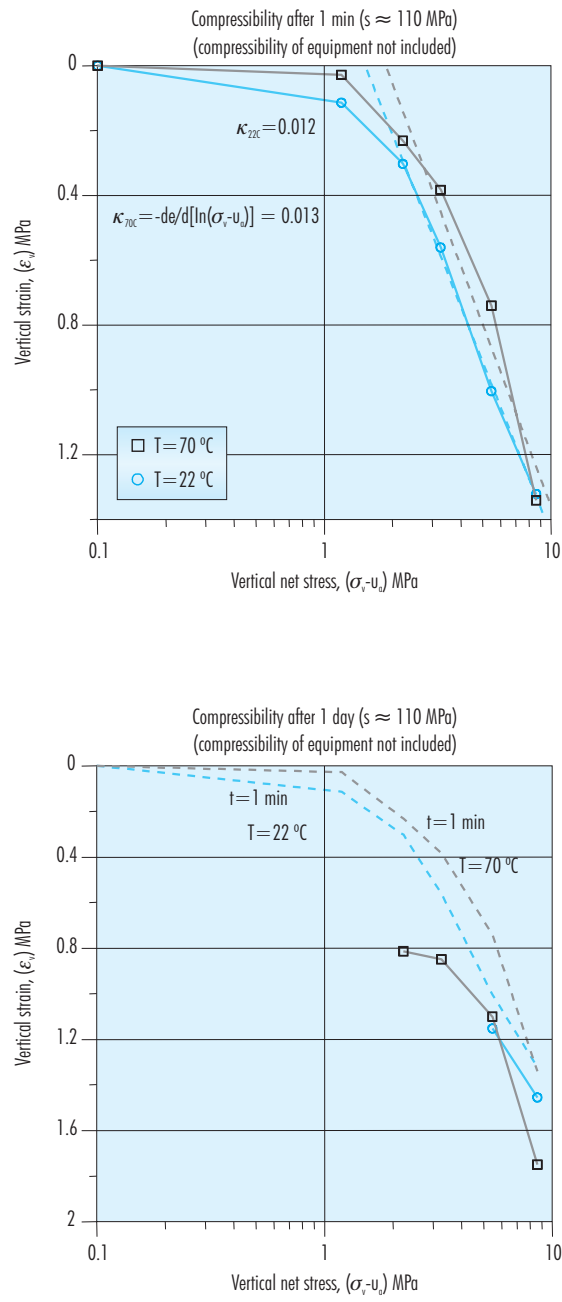 Compressibility after 1 min (s ≈ 110 MPa)
(compressibility of equipment not included)
0
0.4
0.8
1.2
Vertical strain, (εᵥ) MPa
κ22C=0.012
κ70C=-de/d[ln(σᵥ-uₐ)] = 0.013
T=70 ºC
T=22 ºC
0.1
1
10
Vertical net stress, (σᵥ-uₐ) MPa
Compressibility after 1 day (s ≈ 110 MPa)
(compressibility of equipment not included)
0
0.4
0.8
1.2
1.6
2
Vertical strain, (εᵥ) MPa
t=1 min
T=22 ºC
t=1 min
T=70 ºC
0.1
1
10
Vertical net stress, (σᵥ-uₐ) MPa